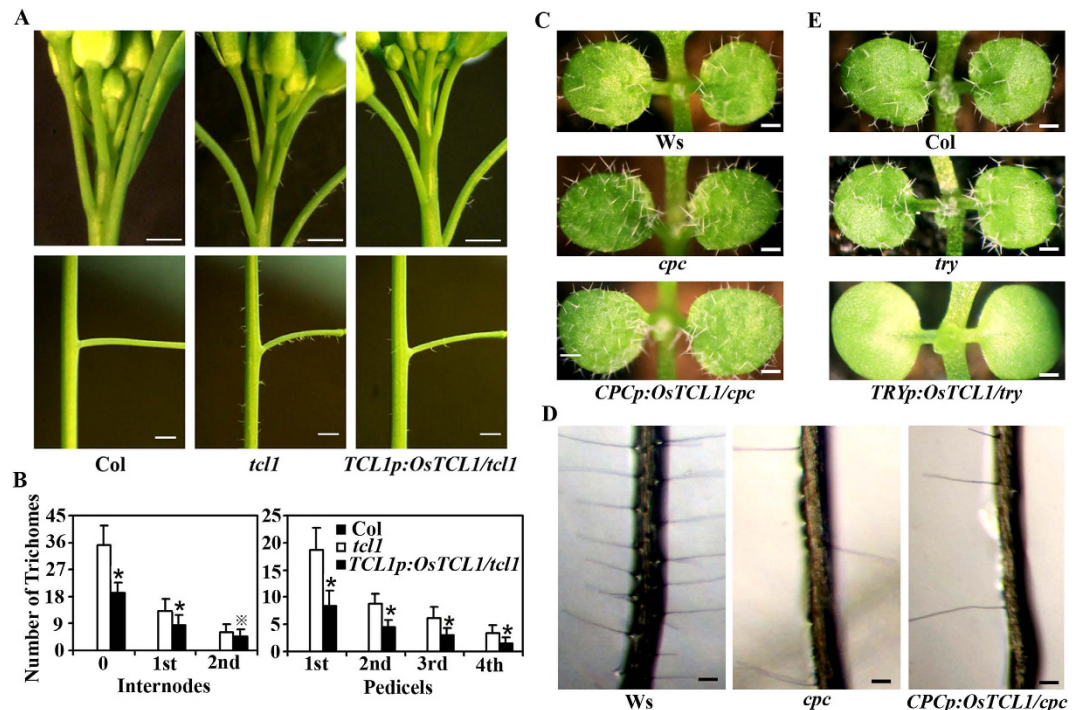 A
Col
tcl1
TCL1p:OsTCL1/tcl1
B
Number of Trichomes
45
36
27
18
9
0
*
*
※
0 1st 2nd
Internodes
25
20
15
10
5
0
Col
tcl1
TCL1p:OsTCL1/tcl1
*
*
*
*
1st 2nd 3rd 4th
Pedicels
C
Ws
cpc
CPCp:OsTCL1/cpc
E
Col
try
TRYp:OsTCL1/try
D
Ws
cpc
CPCp:OsTCL1/cpc